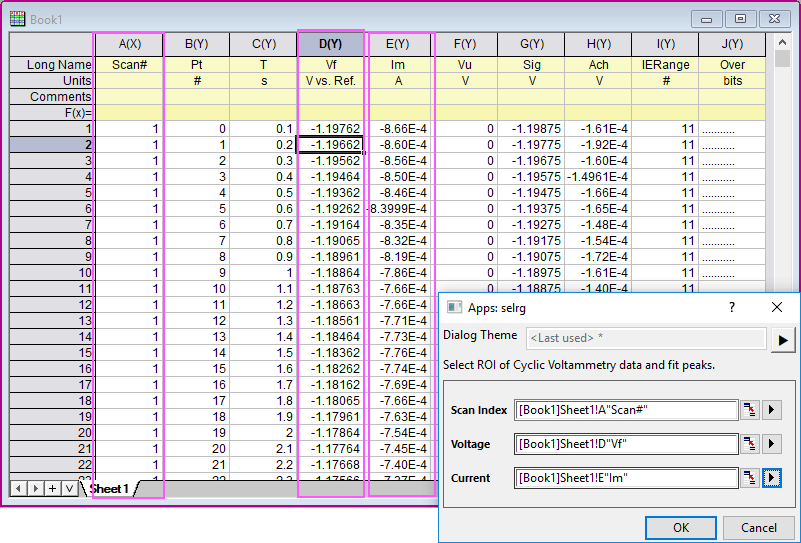 Book1
A(X) B(Y) C(Y) D(Y) E(Y) F(Y) G(Y) H(Y) I(Y) J(Y)
Long Name Scan# Pt T Vf Im Vu Sig Ach IERange Over
Units # s V vs. Ref. A V V V # bits
Comments
F(x)=
1 1 0 0.1 -1.19762 -8.66E-4 0 -1.19875 -1.61E-4 11 ...........
2 1 1 0.2 -1.19662 -8.60E-4 0 -1.19775 -1.92E-4 11 ...........
3 1 2 0.3 -1.19562 -8.56E-4 0 -1.19675 -1.60E-4 11 ...........
4 1 3 0.4 -1.19464 -8.50E-4 0 -1.19575 -1.4961E-4 11 ...........
5 1 4 0.5 -1.19362 -8.46E-4 0 -1.19475 -1.66E-4 11 ...........
6 1 5 0.6 -1.19262 -8.3999E-4 0 -1.19375 -1.65E-4 11 ...........
7 1 6 0.7 -1.19164 -8.35E-4 0 -1.19275 -1.48E-4 11 ...........
8 1 7 0.8 -1.19065 -8.32E-4 0 -1.19175 -1.54E-4 11 ...........
9 1 8 0.9 -1.18961 -8.19E-4 0 -1.19075 -1.72E-4 11 ...........
10 1 9 1 -1.18864 -7.86E-4 0 -1.18975 -1.61E-4 11 ...........
11 1 10 1.1 -1.18763 -7.66E-4 0 -1.18875 -1.40E-4 11
12 1 11 1.2 -1.18663 -7.66E-4
13 1 12 1.3 -1.18561 -7.71E-4
14 1 13 1.4 -1.18464 -7.73E-4
15 1 14 1.5 -1.18362 -7.76E-4
16 1 15 1.6 -1.18262 -7.74E-4
17 1 16 1.7 -1.18162 -7.69E-4
18 1 17 1.8 -1.18065 -7.66E-4
19 1 18 1.9 -1.17961 -7.63E-4
20 1 19 2 -1.17864 -7.54E-4
21 1 20 2.1 -1.17764 -7.45E-4
22 1 21 2.2 -1.17668 -7.40E-4
Sheet1
Apps: selrg
Dialog Theme <Last used> *
Select ROI of Cyclic Voltammetry data and fit peaks.
Scan Index [Book1]Sheet1!A"Scan#"
Voltage [Book1]Sheet1!D"Vf"
Current [Book1]Sheet1!E"Im"
OK Cancel